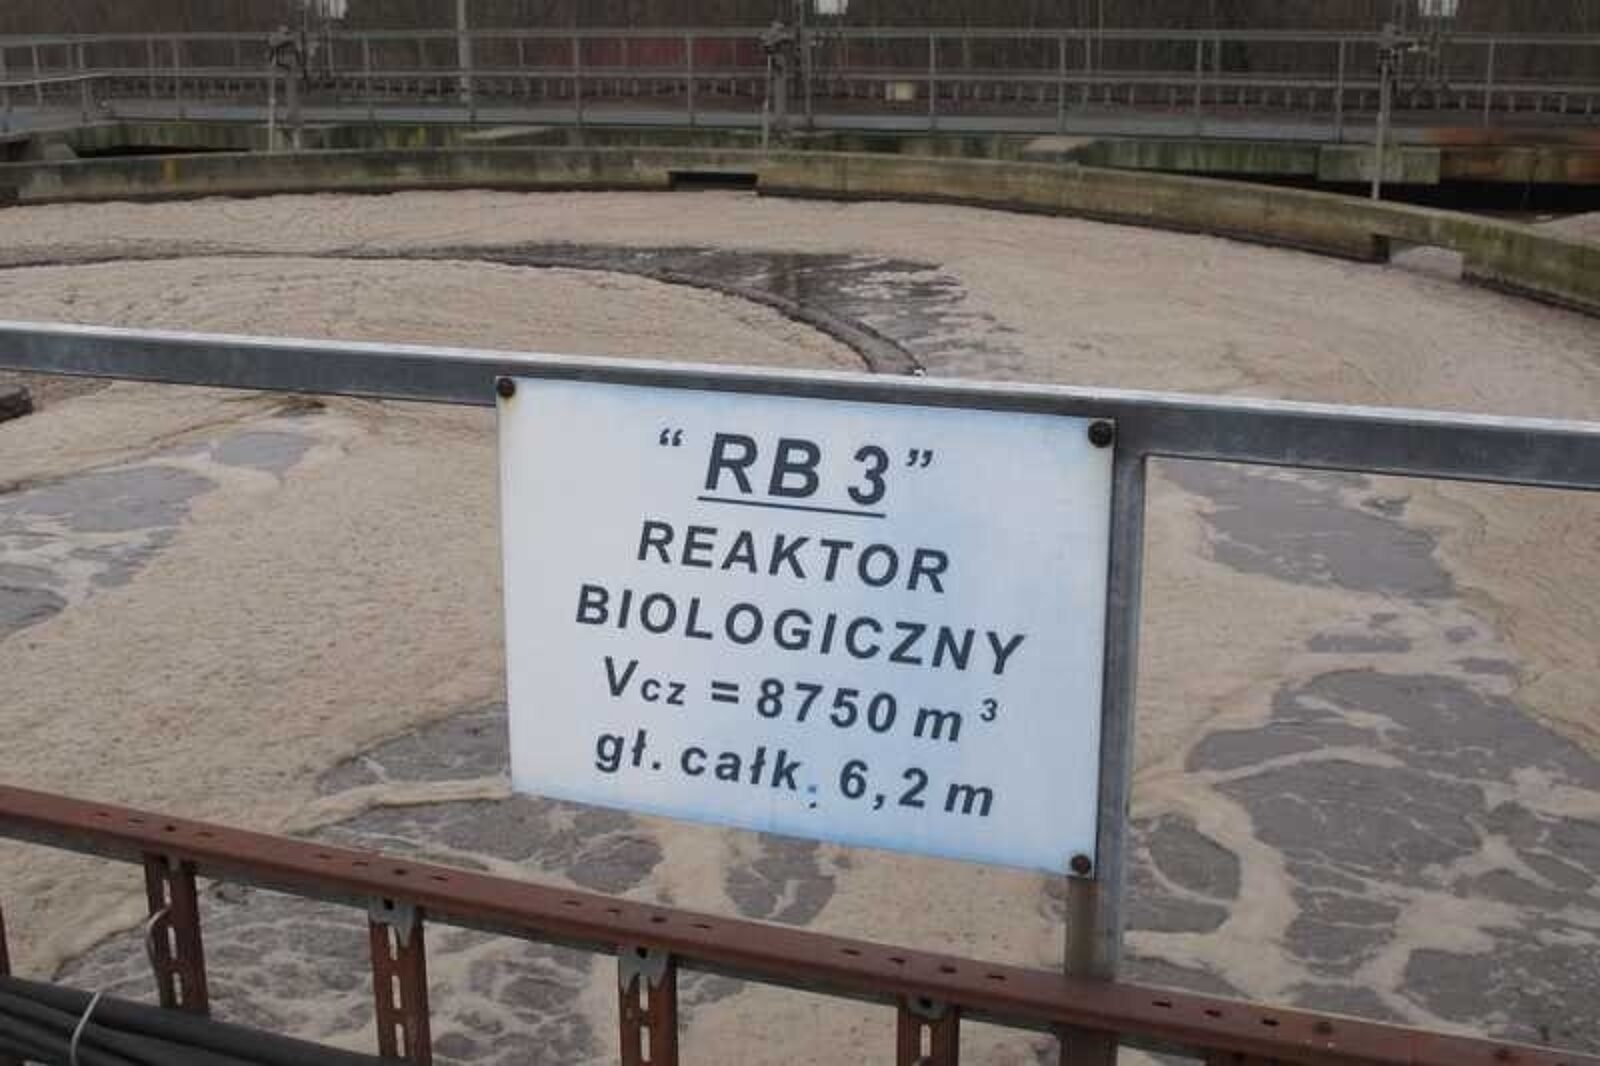 “RB 3”
REAKTOR
BIOLOGICZNY
Vcz = 8750 m³
gł. całk. 6,2 m